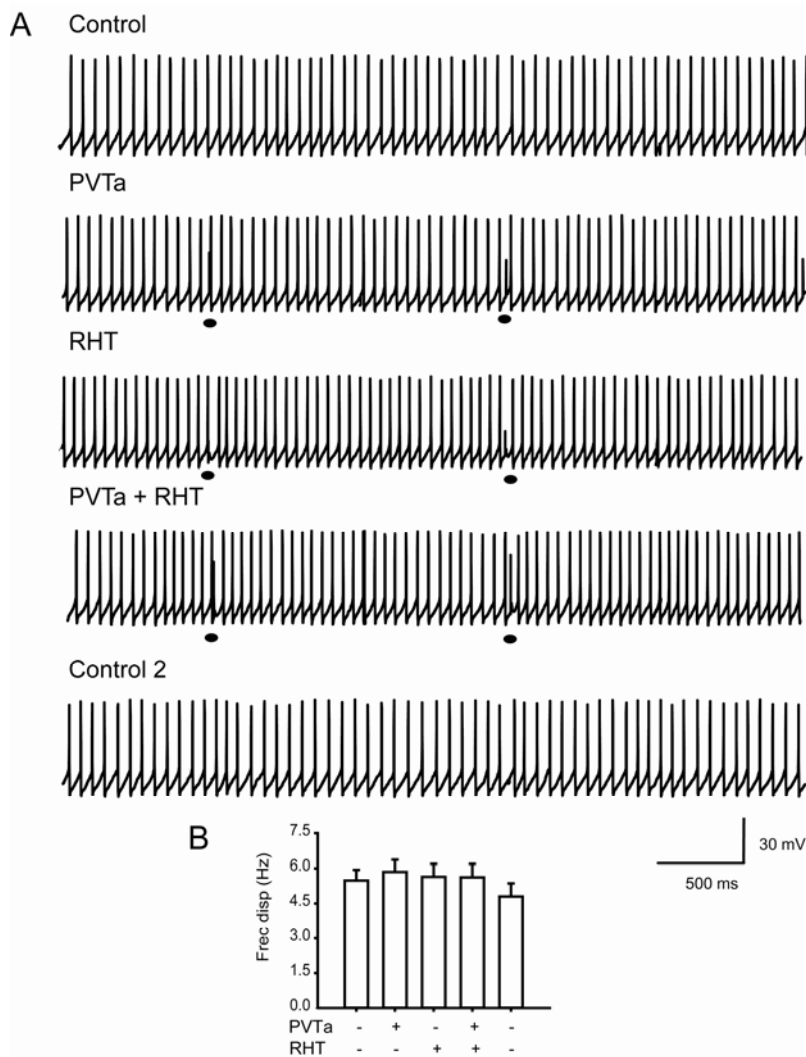 A
Control
PVTa
RHT
PVTa + RHT
Control 2
30 mV
500 ms
B
Frec disp (Hz)
7.5
6.0
4.5
3.0
1.5
0.0
PVTa - + - + -
RHT - - + + -